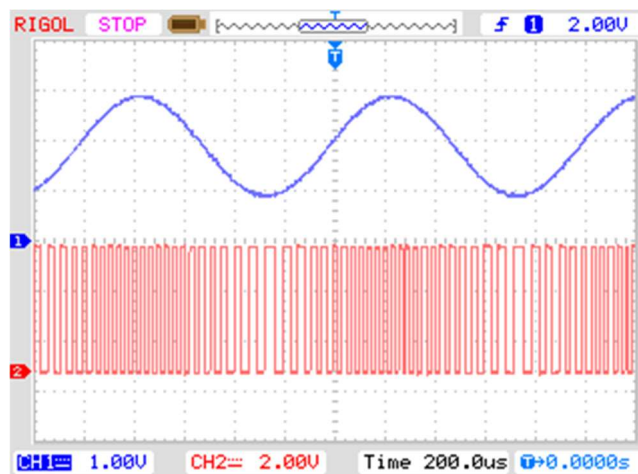 RIGOL STOP T 1 2.00V
T
1
2
CH1 1.00V CH2 2.00V Time 200.0us T→0.0000s